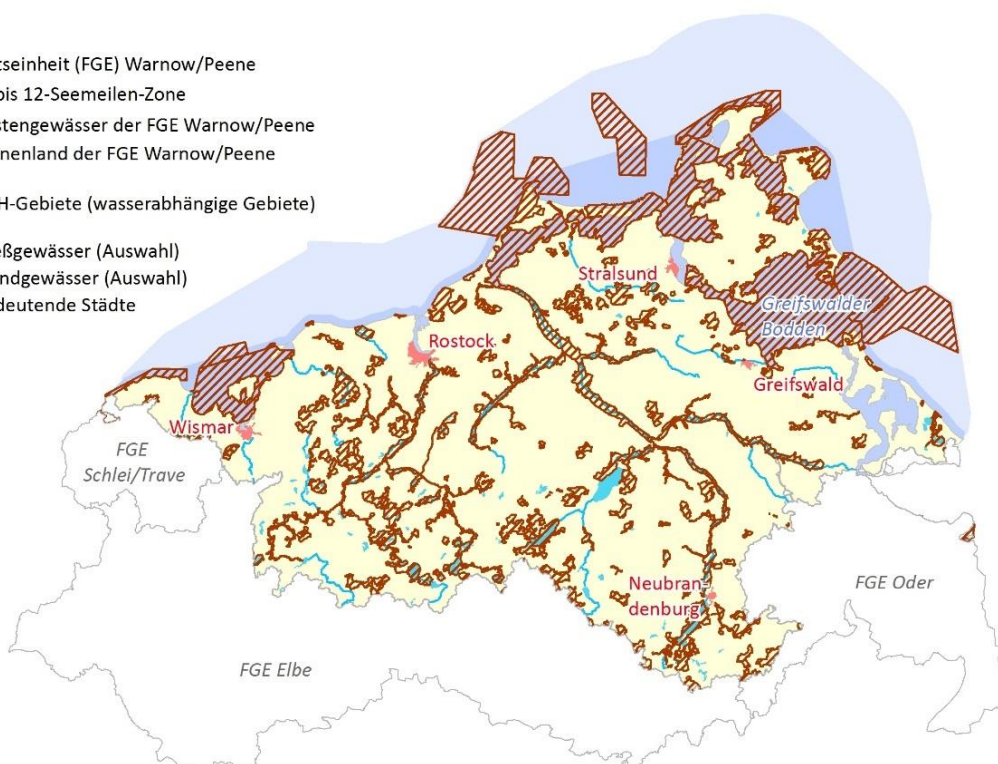 tseinheit (FGE) Warnow/Peene
bis 12-Seemeilen-Zone
stengewässer der FGE Warnow/Peene
nenland der FGE Warnow/Peene
H-Gebiete (wasserabhängige Gebiete)
eßgewässer (Auswahl)
ndgewässer (Auswahl)
deutende Städte
Stralsund
Greifswalder
Bodden
Rostock
Greifswald
Wismar
FGE
Schlei/Trave
Neubran-
denburg
FGE Oder
FGE Elbe